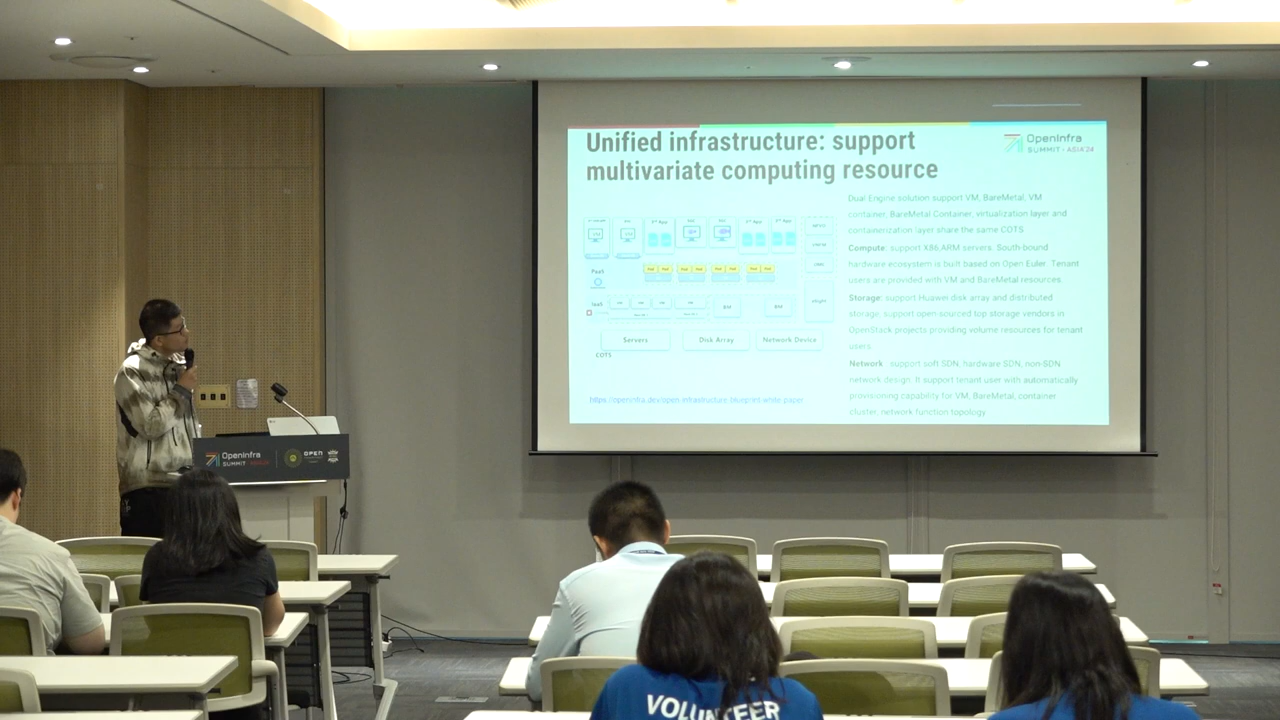 Unified infrastructure: support
multivariate computing resource
OpenInfra
SUMMIT • ASIA'24
Dual Engine solution support VM, BareMetal, VM
container, BareMetal Container, virtualization layer and
containerization layer share the same COTS
Compute: support X86,ARM servers. South-bound
hardware ecosystem is built based on Open Euler. Tenant
users are provided with VM and BareMetal resources.
Storage: support Huawei disk array and distributed
storage, support open-sourced top storage vendors in
OpenStack projects providing volume resources for tenant
users.
Network : support soft SDN, hardware SDN, non-SDN
network design. It support tenant user with automatically
provisioning capability for VM, BareMetal, container
cluster, network function topology
PaaS
IaaS
Servers
Disk Array
Network Device
COTS
https://openinfra.dev/open-infrastructure-blueprint-white-paper
OpenInfra
SUMMIT
OPEN
VOLUNTEER